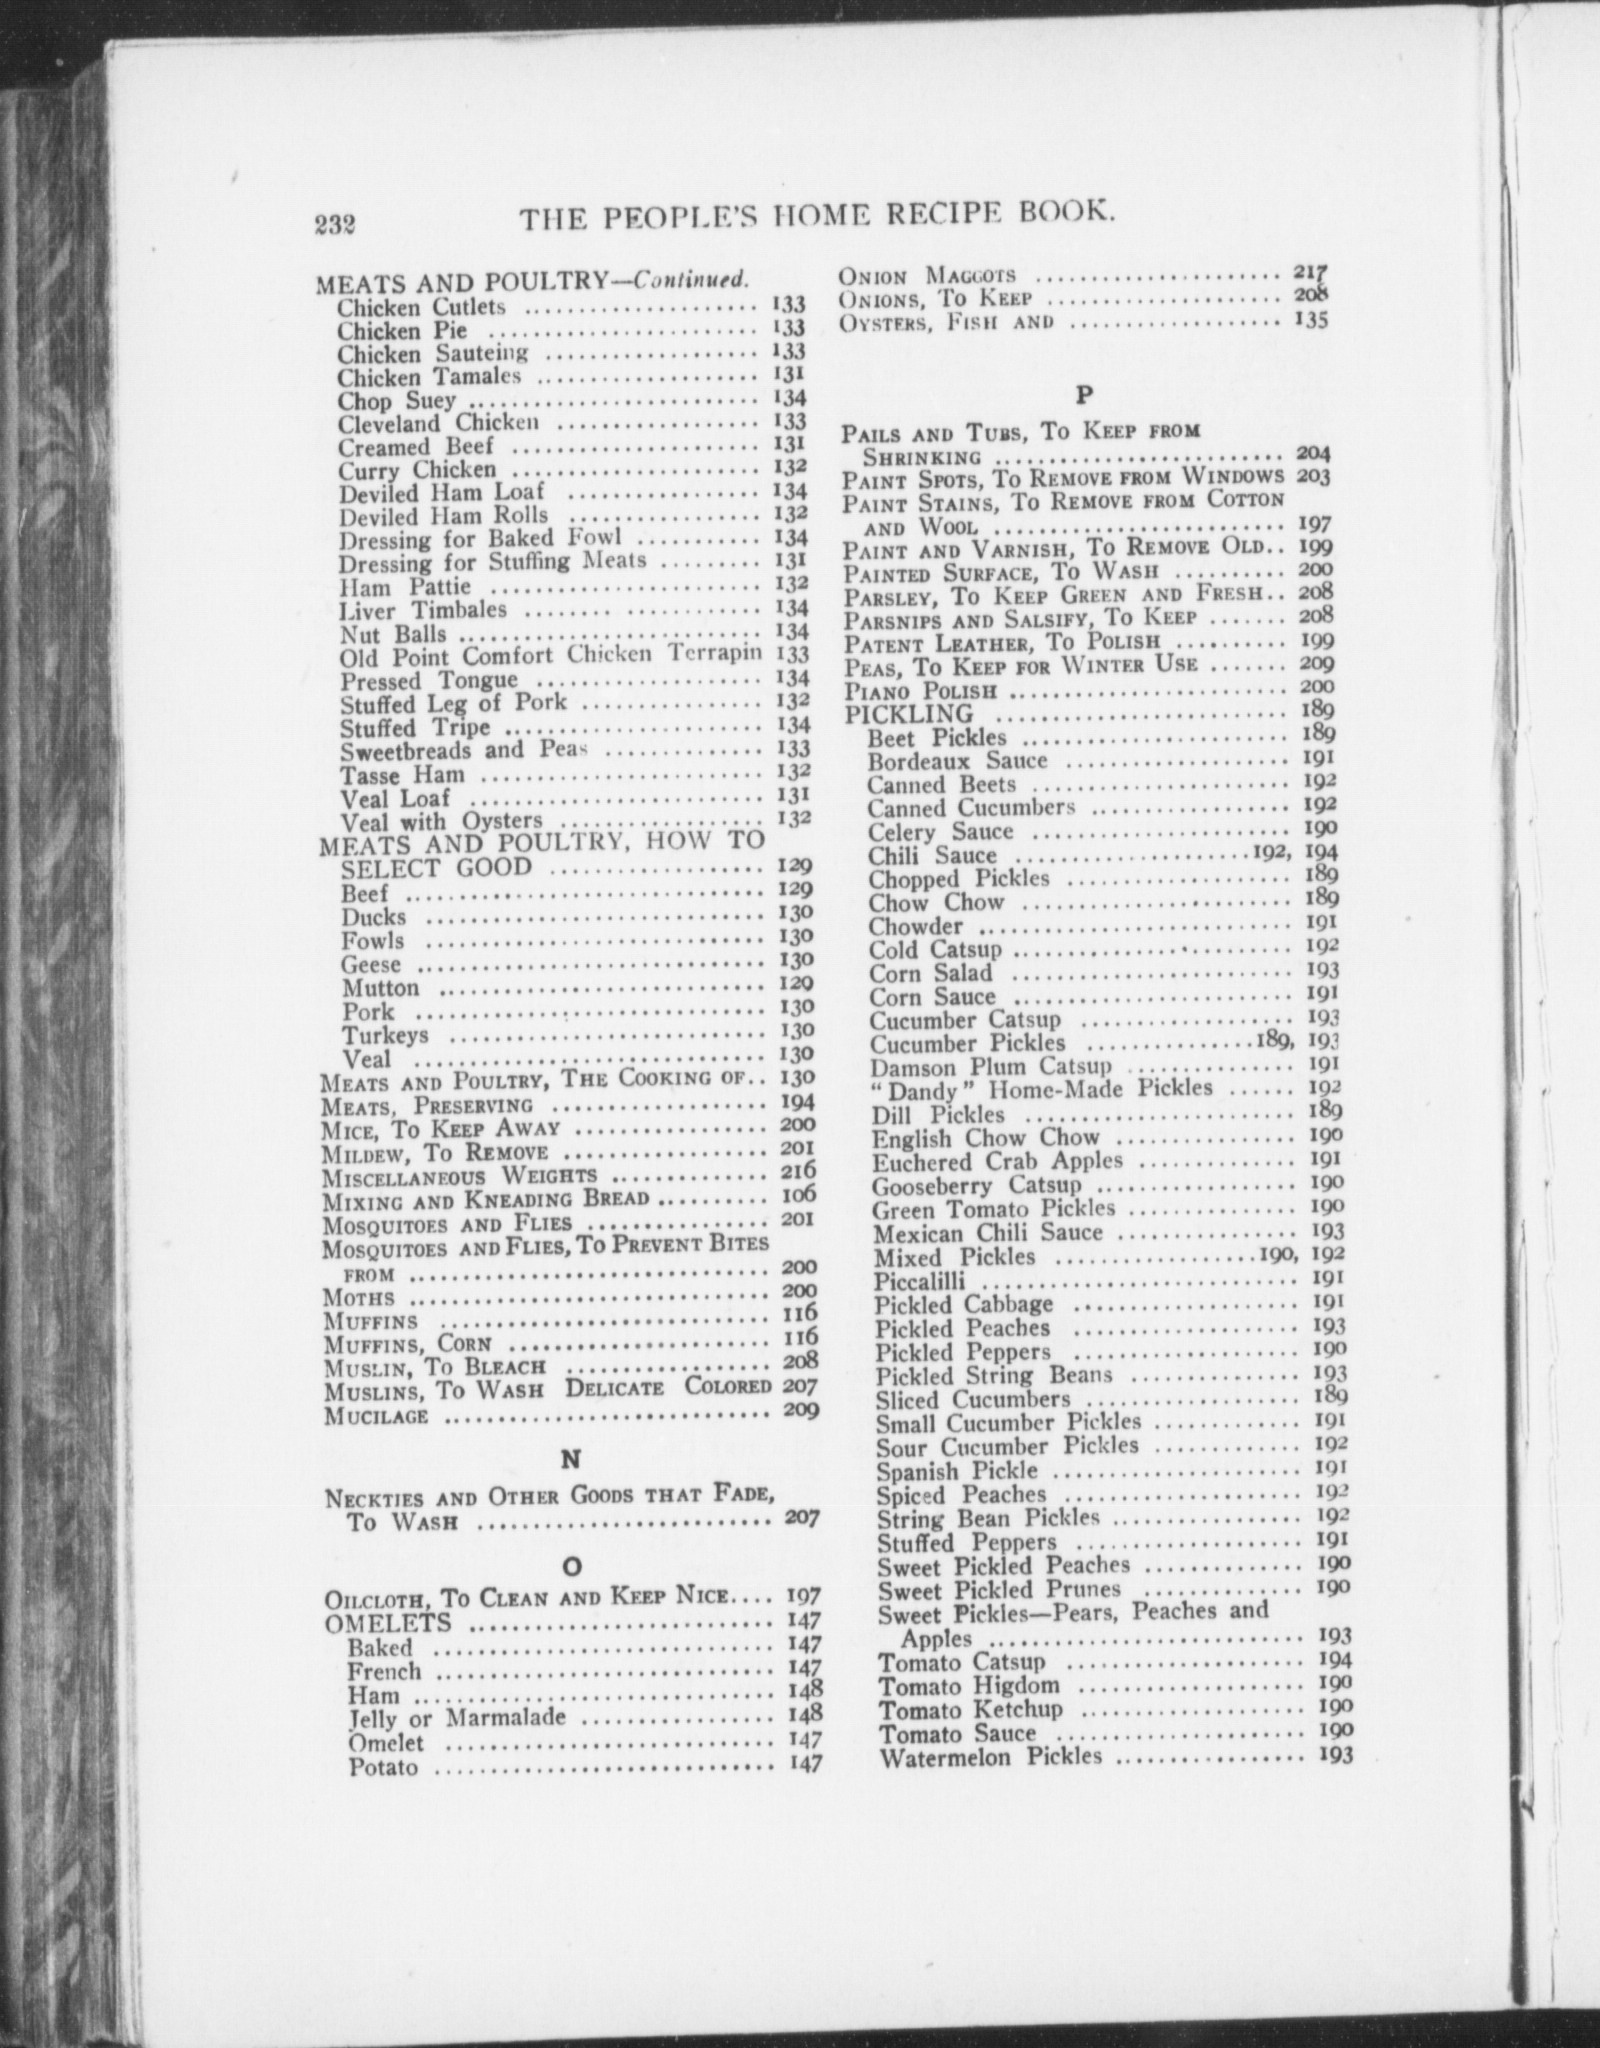 232 THE PEOPLE'S HOME RECIPE BOOK.
MEATS AND POULTRY—Continued.
Chicken Cutlets ..................... 133
Chicken Pie ........................ 133
Chicken Sauteing ................... 133
Chicken Tamales .................... 131
Chop Suey .......................... 134
Cleveland Chicken .................. 133
Creamed Beef ....................... 131
Curry Chicken ...................... 132
Deviled Ham Loaf .................. 134
Deviled Ham Rolls ................. 132
Dressing for Baked Fowl ........... 134
Dressing for Stuffing Meats ......... 131
Ham Pattie ........................ 132
Liver Timbales ........ ............ 134
Nut Balls ........................... 134
Old Point Comfort Chicken Terrapin 133
Pressed Tongue .................... 134
Stuffed Leg of Pork ................ 132
Stuffed Tripe ....................... 134
Sweetbreads and Peas .............. 133
Tasse Ham ......................... 132
Veal Loaf .......................... 131
Veal with Oysters .................. 132
MEATS AND POULTRY, HOW TO
SELECT GOOD ................... 129
Beef ................................ 129
Ducks .............................. 130
Fowls .............................. 130
Geese ............................... 130
Mutton ............................. 129
Pork ............................... 130
Turkeys ............................ 130
Veal ............................... 130
MEATS AND POULTRY, THE COOKING OF.. 130
MEATS, PRESERVING ................... 194
MICE, TO KEEP AWAY ................. 200
MILDEW, TO REMOVE .................. 201
MISCELLANEOUS WEIGHTS .............. 216
MIXING AND KNEADING BREAD .......... 106
MOSQUITOES AND FLIES ................ 201
MOSQUITOES AND FLIES, TO PREVENT BITES
FROM ................................ 200
MOTHS ................................ 200
MUFFINS ............................. 116
MUFFINS, CORN ....................... 116
MUSLIN, TO BLEACH .................. 208
MUSLINS, TO WASH DELICATE COLORED 207
MUCILAGE ............................. 209
N
NECKTIES AND OTHER GOODS THAT FADE,
TO WASH ........................... 207
O
OILCLOTH, TO CLEAN AND KEEP NICE.... 197
OMELETS ........................... 147
Baked .............................. 147
French .............................. 147
Ham ................................ 148
Jelly or Marmalade ................. 148
Omelet ............................. 147
Potato .............................. 147
ONION MAGGOTS ...................... 217
ONIONS, TO KEEP ..................... 208
OYSTERS, FISH AND ................... 135
P
PAILS AND TUBS, TO KEEP FROM
SHRINKING .......................... 204
PAINT SPOTS, TO REMOVE FROM WINDOWS 203
PAINT STAINS, TO REMOVE FROM COTTON
AND WOOL .......................... 197
PAINT AND VARNISH, TO REMOVE OLD.. 199
PAINTED SURFACE, TO WASH .......... 200
PARSLEY, TO KEEP GREEN AND FRESH.. 208
PARSNIPS AND SALSIFY, TO KEEP ....... 208
PATENT LEATHER, TO POLISH .......... 199
PEAS, TO KEEP FOR WINTER USE ....... 209
PIANO POLISH ......................... 200
PICKLING .......................... 189
Beet Pickles ........................ 189
Bordeaux Sauce .................... 191
Canned Beets ....................... 192
Canned Cucumbers .................. 192
Celery Sauce ....................... 190
Chili Sauce ......................192, 194
Chopped Pickles .................... 189
Chow Chow ........................ 189
Chowder ............................ 191
Cold Catsup ......................... 192
Corn Salad ......................... 193
Corn Sauce ......................... 191
Cucumber Catsup ................... 193
Cucumber Pickles ...............189, 193
Damson Plum Catsup ............... 191
"Dandy" Home-Made Pickles ...... 192
Dill Pickles ........................ 189
English Chow Chow ................ 190
Euchered Crab Apples .............. 191
Gooseberry Catsup .................. 190
Green Tomato Pickles ............... 190
Mexican Chili Sauce ................ 193
Mixed Pickles ..................190, 192
Piccalilli ............................ 191
Pickled Cabbage .................... 191
Pickled Peaches .................... 193
Pickled Peppers .................... 190
Pickled String Beans ............... 193
Sliced Cucumbers ................... 189
Small Cucumber Pickles ............. 191
Sour Cucumber Pickles ............. 192
Spanish Pickle ...................... 191
Spiced Peaches ..................... 192
String Bean Pickles ................. 192
Stuffed Peppers .................... 191
Sweet Pickled Peaches .............. 190
Sweet Pickled Prunes .............. 190
Sweet Pickles—Pears, Peaches and
Apples ............................ 193
Tomato Catsup ..................... 194
Tomato Higdom .................... 190
Tomato Ketchup .................... 190
Tomato Sauce ...................... 190
Watermelon Pickles ................. 193